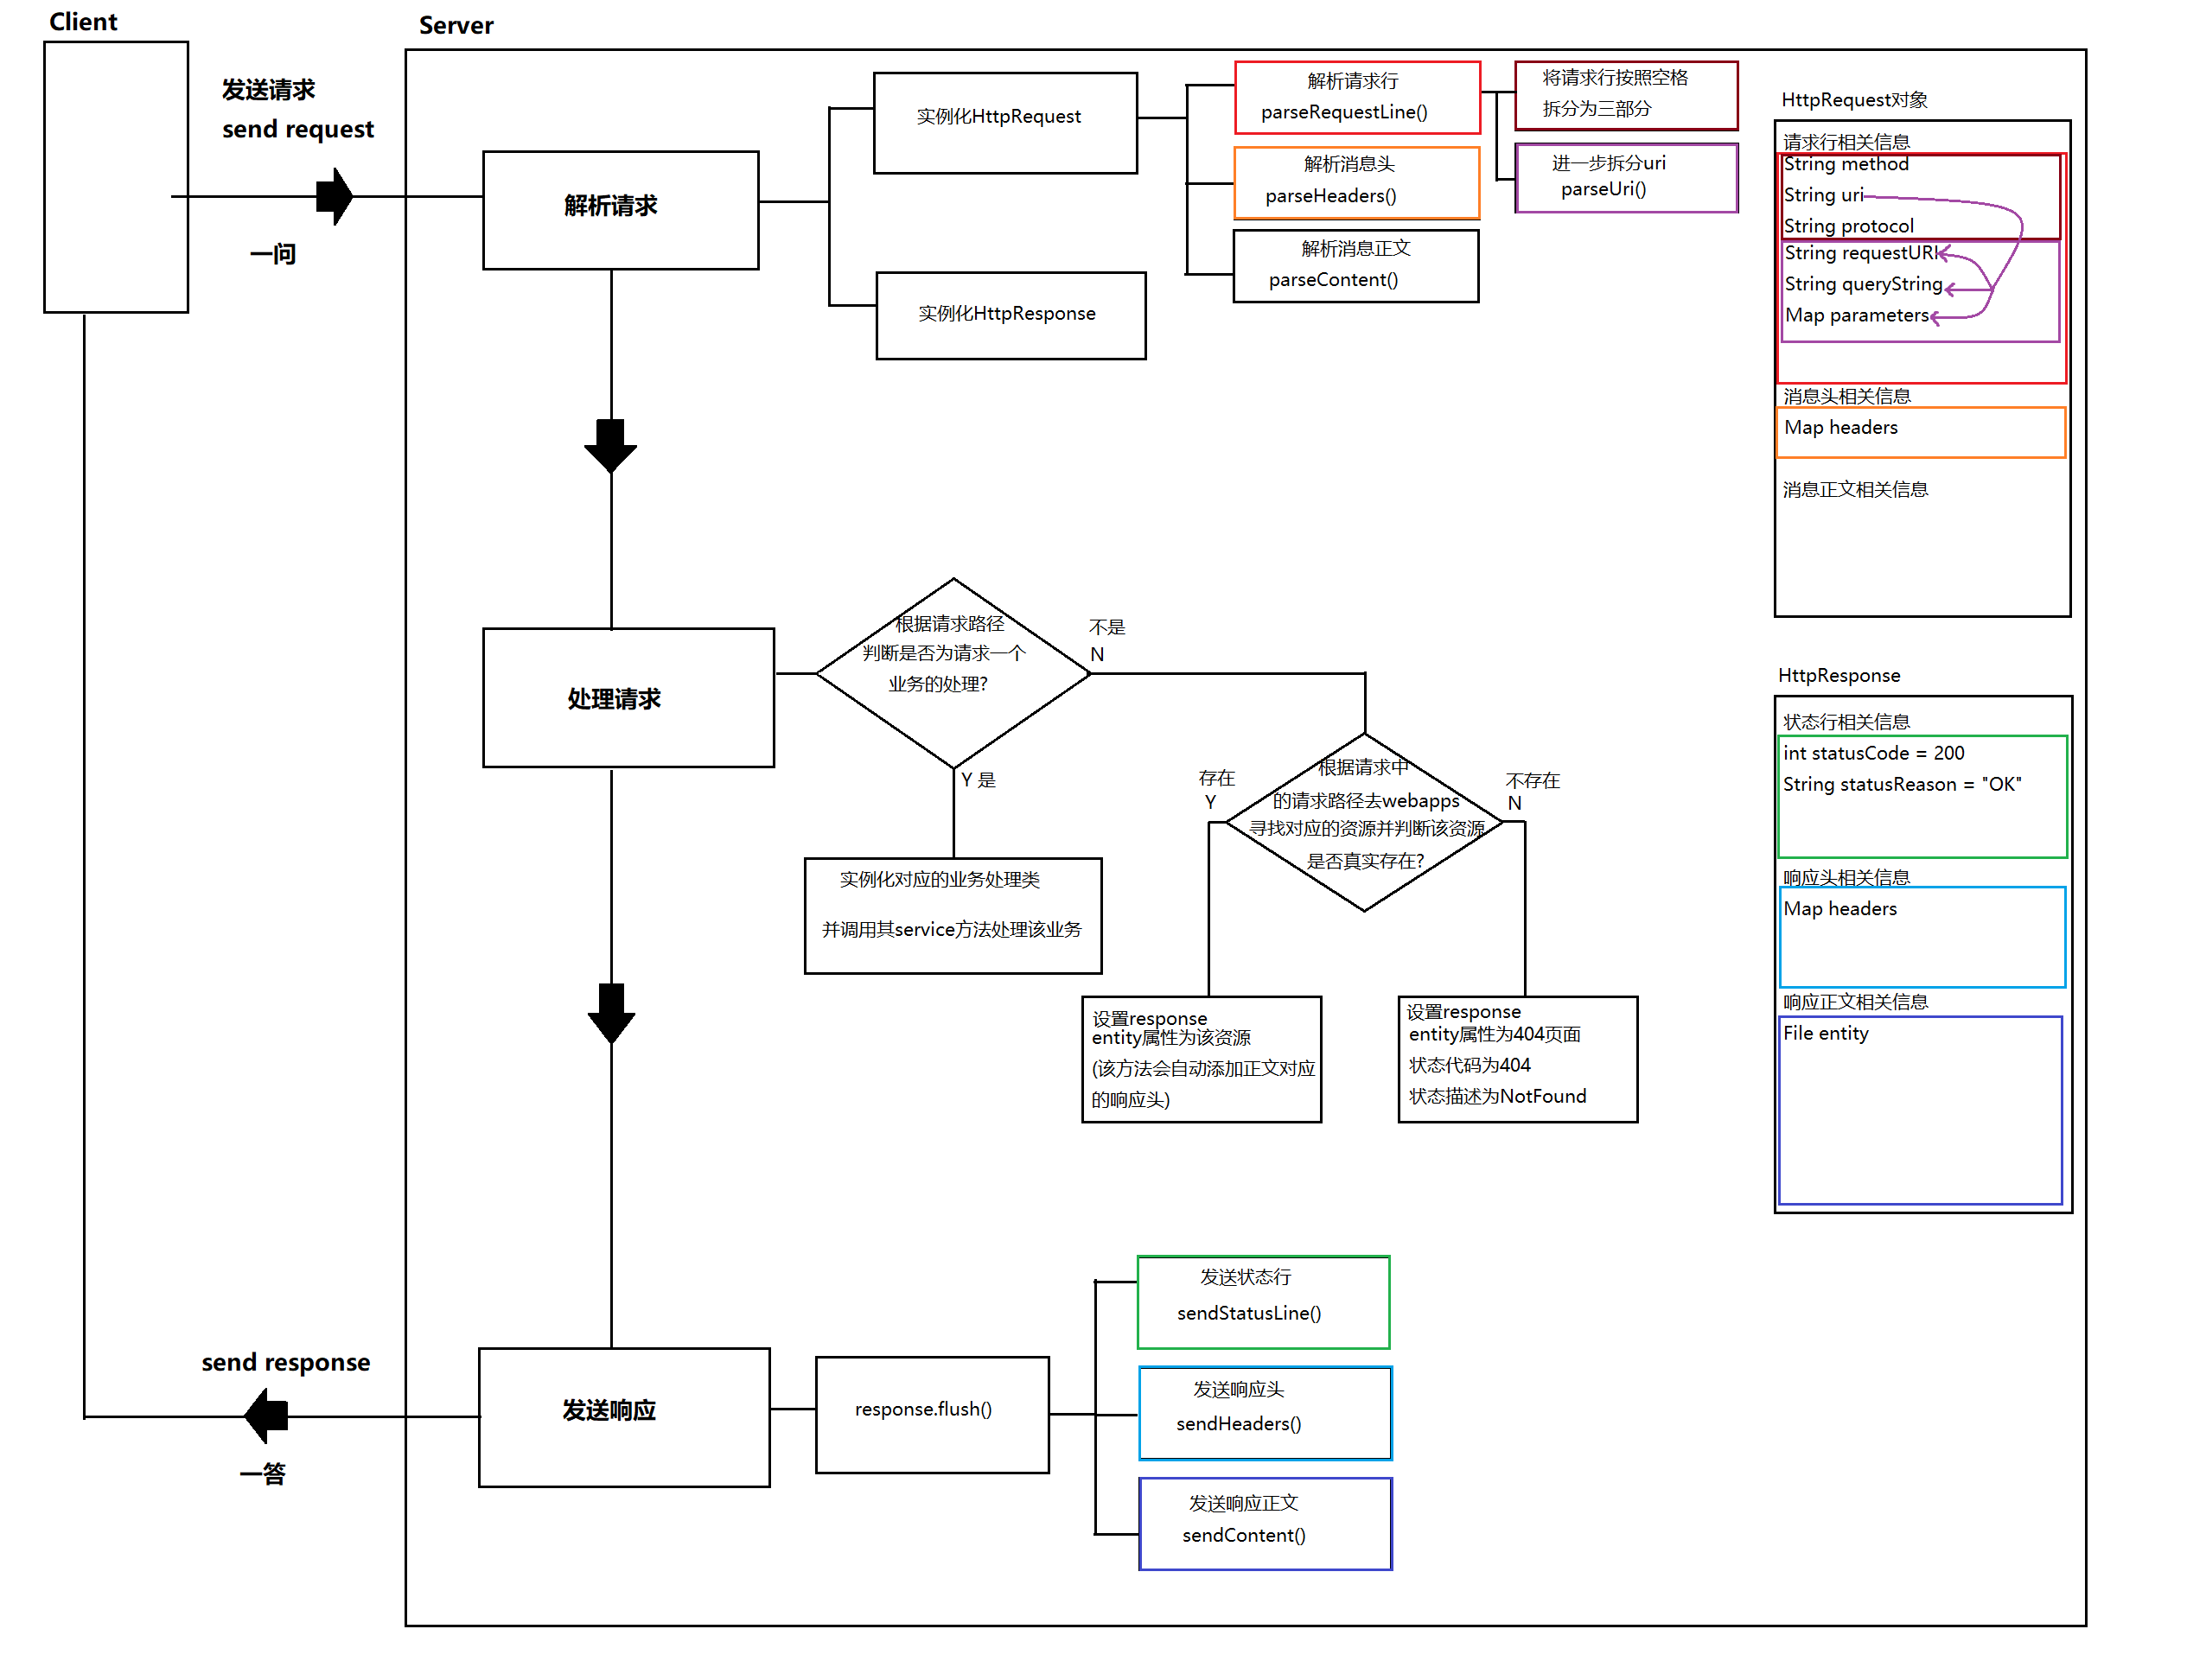 Client
Server
发送请求
send request
一问
解析请求
实例化HttpRequest
实例化HttpResponse
解析请求行
parseRequestLine()
解析消息头
parseHeaders()
解析消息正文
parseContent()
将请求行按照空格
拆分为三部分
进一步拆分uri
parseUri()
HttpRequest对象
请求行相关信息
String method
String uri
String protocol
String requestURI
String queryString
Map parameters
消息头相关信息
Map headers
消息正文相关信息
处理请求
根据请求路径
判断是否为请求一个
业务的处理?
不是
N
Y 是
实例化对应的业务处理类
并调用其service方法处理该业务
根据请求中
的请求路径去webapps
寻找对应的资源并判断该资源
是否真实存在?
存在
Y
不存在
N
设置response
entity属性为该资源
(该方法会自动添加正文对应
的响应头)
设置response
entity属性为404页面
状态代码为404
状态描述为NotFound
HttpResponse
状态行相关信息
int statusCode = 200
String statusReason = "OK"
响应头相关信息
Map headers
响应正文相关信息
File entity
send response
一答
发送响应
response.flush()
发送状态行
sendStatusLine()
发送响应头
sendHeaders()
发送响应正文
sendContent()